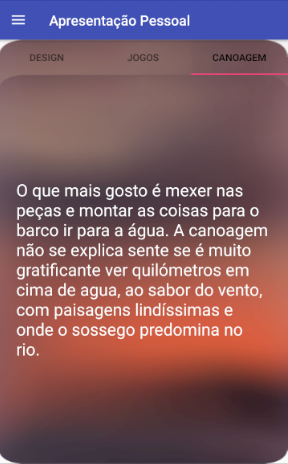 Apresentação Pessoal
DESIGN JOGOS CANOAGEM
O que mais gosto é mexer nas
peças e montar as coisas para o
barco ir para a água. A canoagem
não se explica sente se é muito
gratificante ver quilómetros em
cima de agua, ao sabor do vento,
com paisagens lindíssimas e
onde o sossego predomina no
rio.